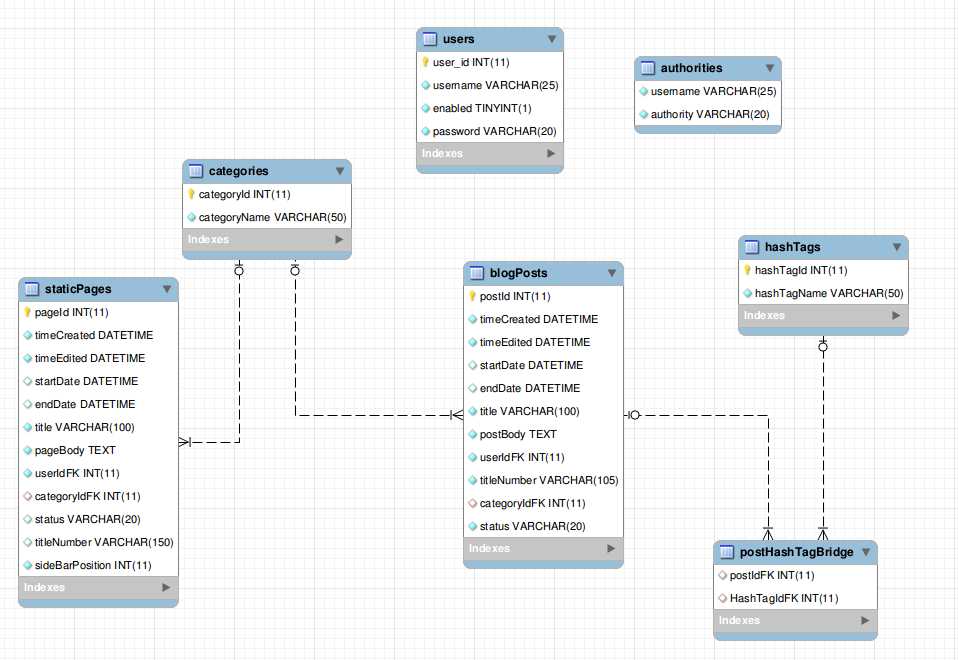 users
user_id INT(11)
username VARCHAR(25)
enabled TINYINT(1)
password VARCHAR(20)
Indexes
authorities
username VARCHAR(25)
authority VARCHAR(20)
categories
categoryId INT(11)
categoryName VARCHAR(50)
Indexes
staticPages
pageId INT(11)
timeCreated DATETIME
timeEdited DATETIME
startDate DATETIME
endDate DATETIME
title VARCHAR(100)
pageBody TEXT
userIdFK INT(11)
categoryIdFK INT(11)
status VARCHAR(20)
titleNumber VARCHAR(150)
sideBarPosition INT(11)
Indexes
blogPosts
postId INT(11)
timeCreated DATETIME
timeEdited DATETIME
startDate DATETIME
endDate DATETIME
title VARCHAR(100)
postBody TEXT
userIdFK INT(11)
titleNumber VARCHAR(105)
categoryIdFK INT(11)
status VARCHAR(20)
Indexes
hashTags
hashTagId INT(11)
hashTagName VARCHAR(50)
Indexes
postHashTagBridge
postIdFK INT(11)
HashTagIdFK INT(11)
Indexes